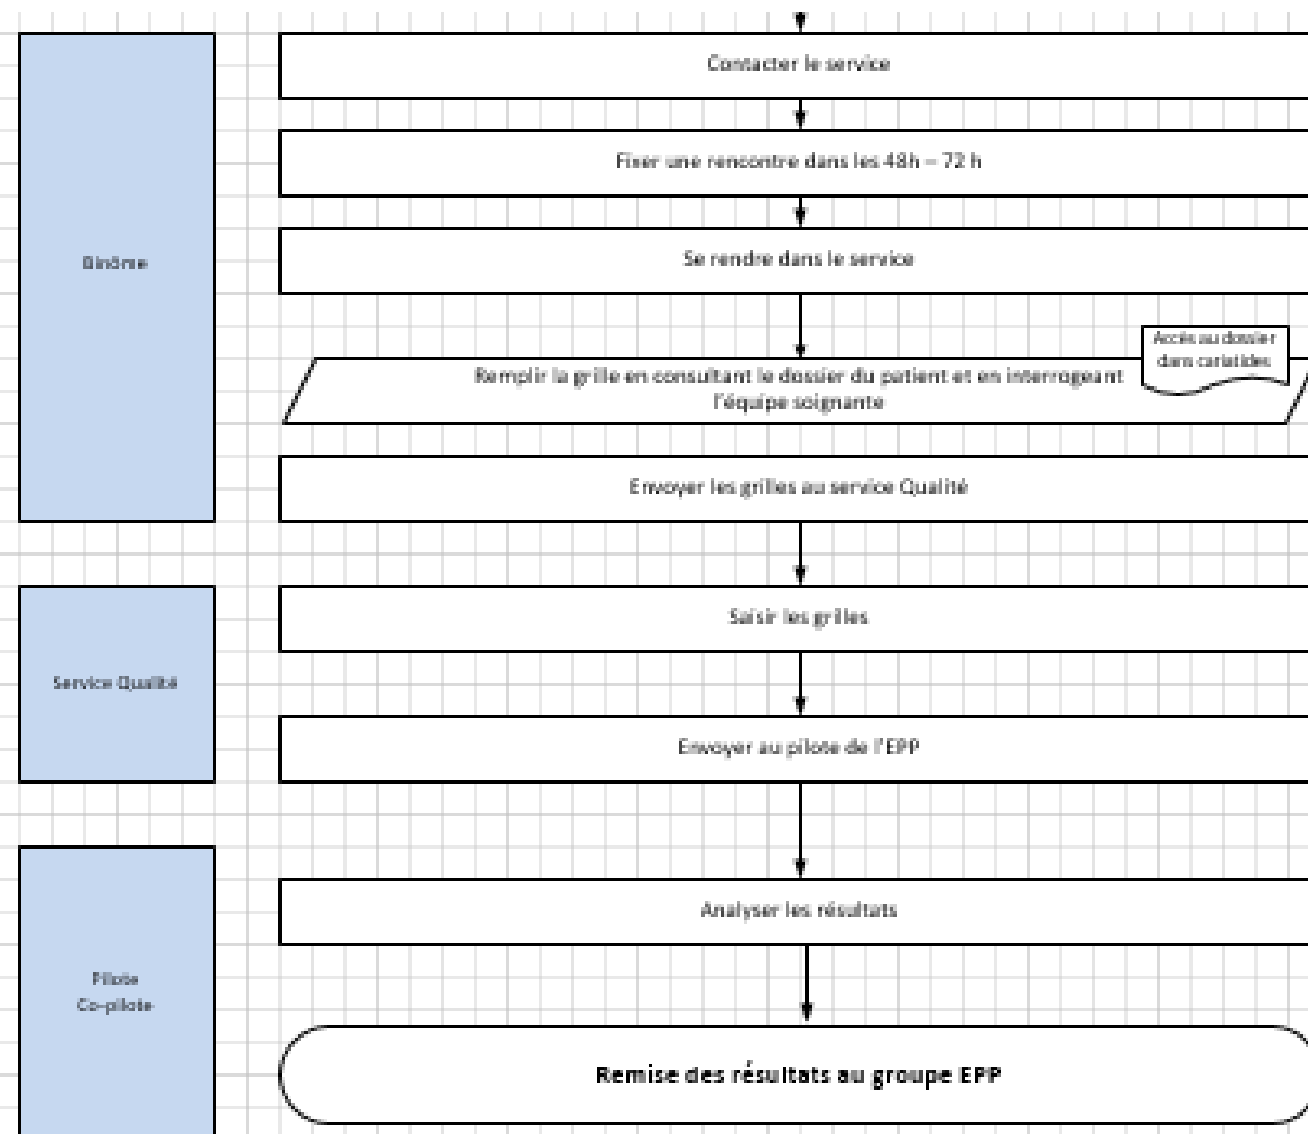 Contacter le service
Fixer une rencontre dans les 48h – 72 h
Binôme
Se rendre dans le service
Accès au dossier
dans cariatides
Remplir la grille en consultant le dossier du patient et en interrogeant
l'équipe soignante
Envoyer les grilles au service Qualité
Saisir les grilles
Service Qualité
Envoyer au pilote de l'EPP
Analyser les résultats
Pilote
Co-pilote
Remise des résultats au groupe EPP